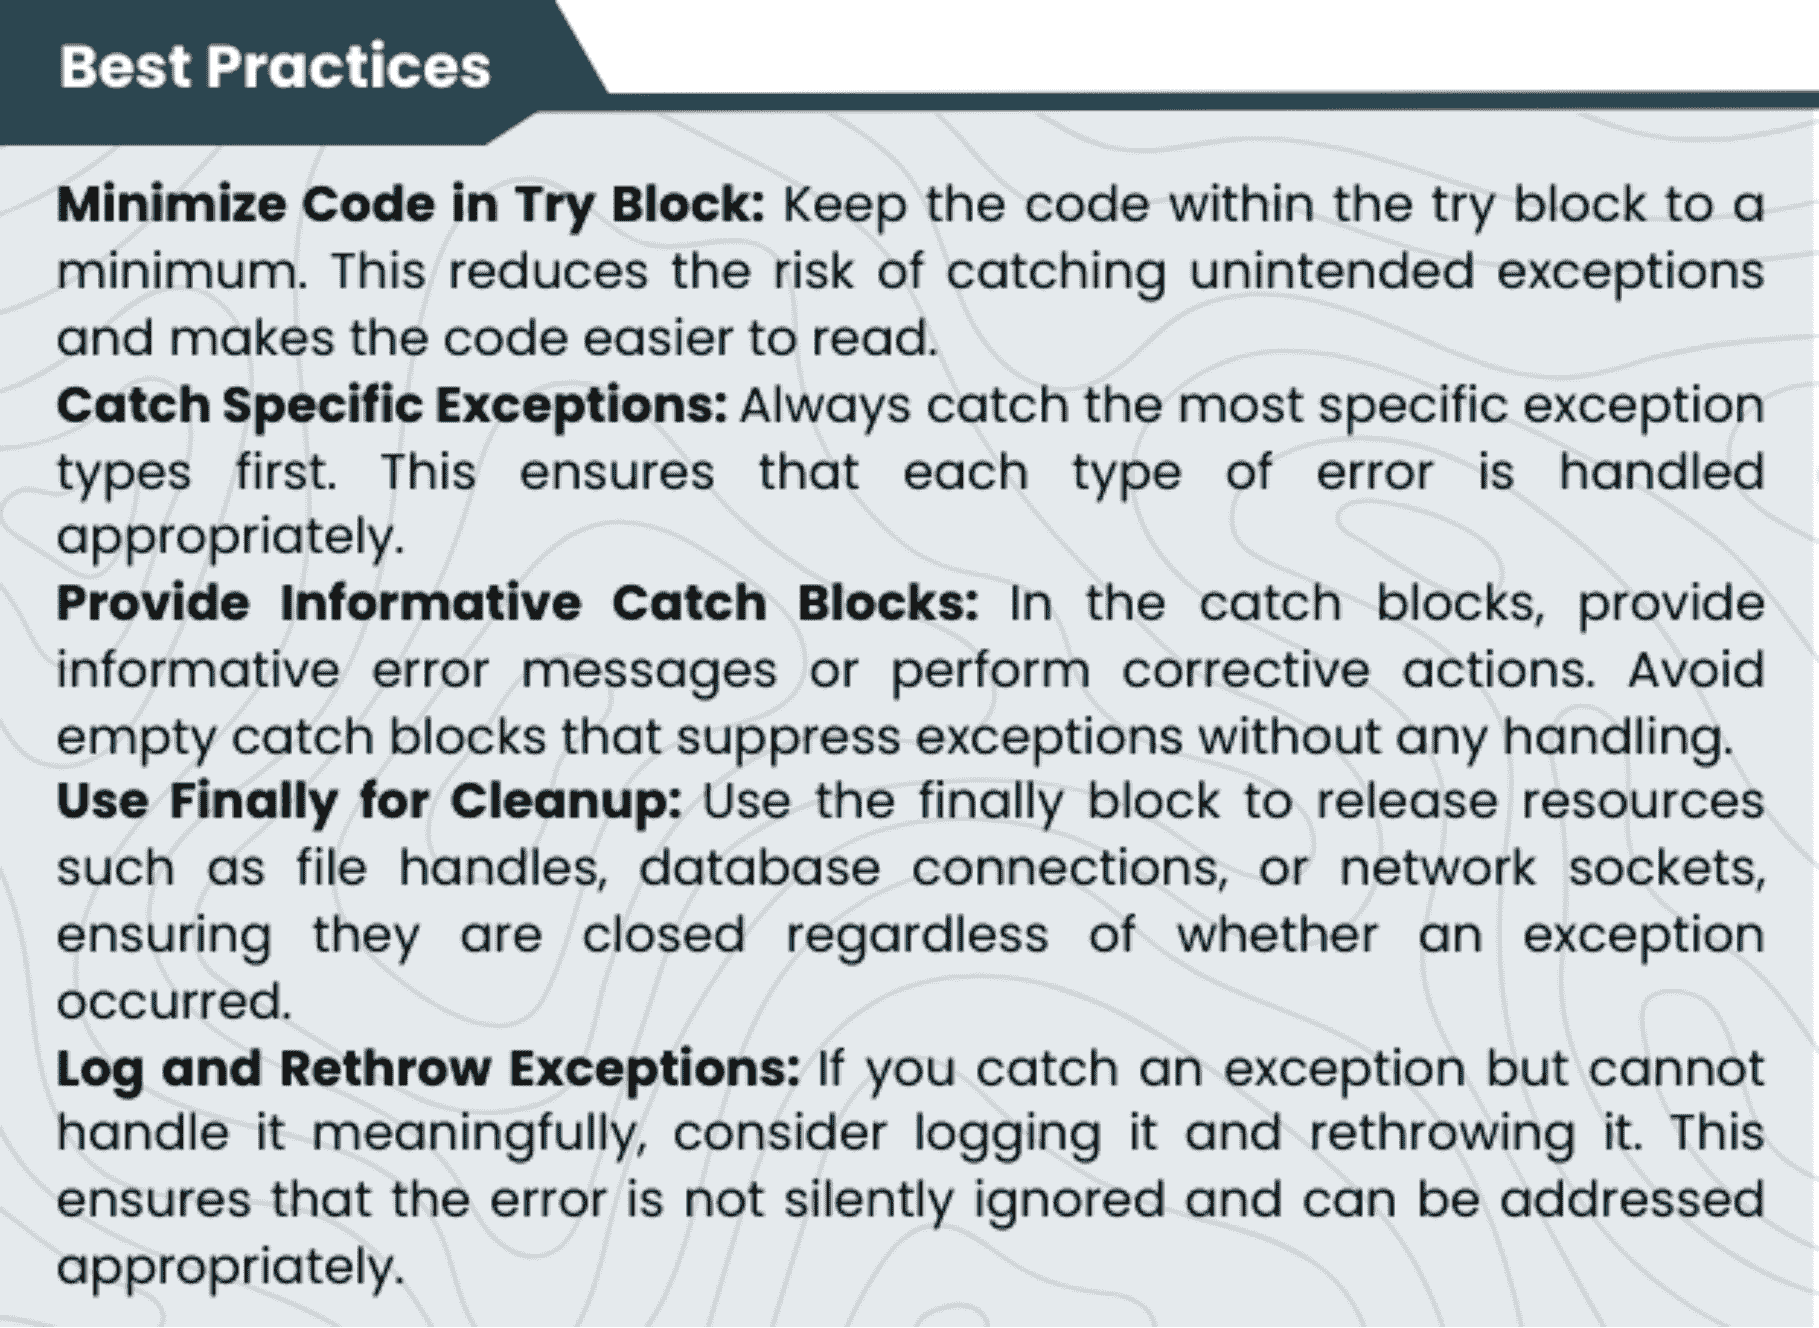 Best Practices
Minimize Code in Try Block: Keep the code within the try block to a
minimum. This reduces the risk of catching unintended exceptions
and makes the code easier to read.
Catch Specific Exceptions: Always catch the most specific exception
types first. This ensures that each type of error is handled
appropriately.
Provide Informative Catch Blocks: In the catch blocks, provide
informative error messages or perform corrective actions. Avoid
empty catch blocks that suppress exceptions without any handling.
Use Finally for Cleanup: Use the finally block to release resources
such as file handles, database connections, or network sockets,
ensuring they are closed regardless of whether an exception
occurred.
Log and Rethrow Exceptions: If you catch an exception but cannot
handle it meaningfully, consider logging it and rethrowing it. This
ensures that the error is not silently ignored and can be addressed
appropriately.